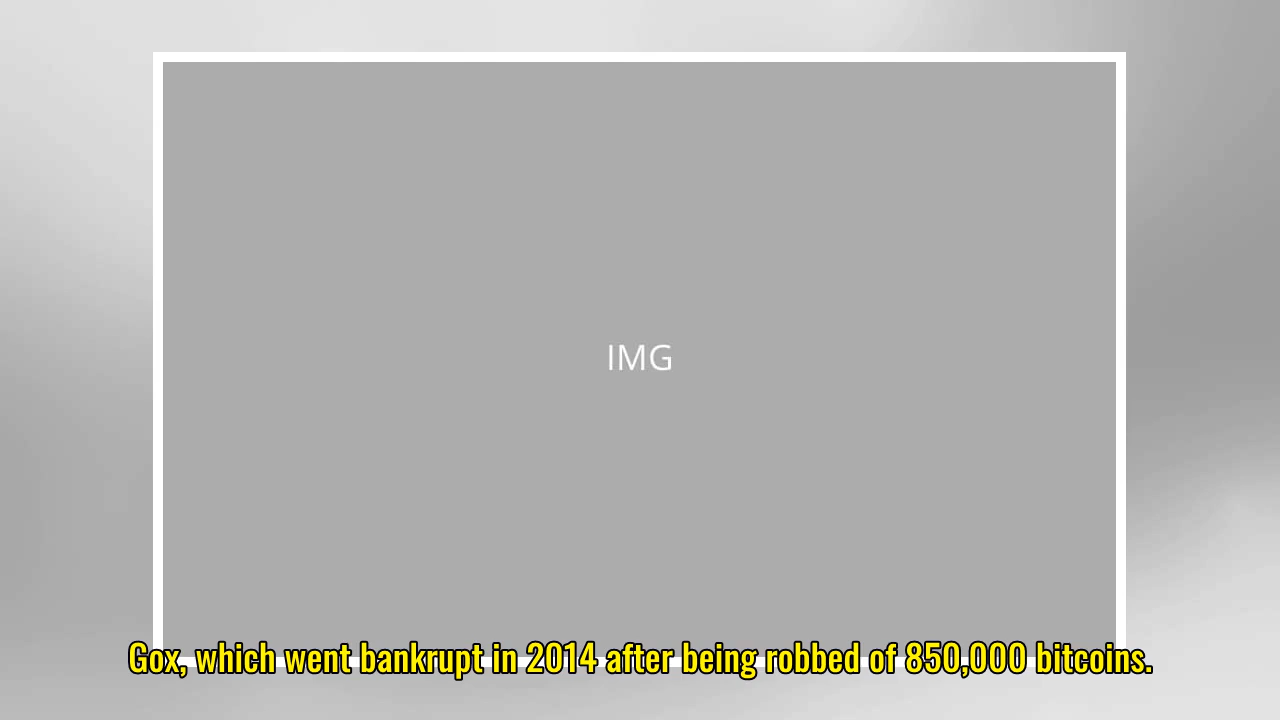 IMG
Gox, which went bankrupt in 2014 after being robbed of 850,000 bitcoins.